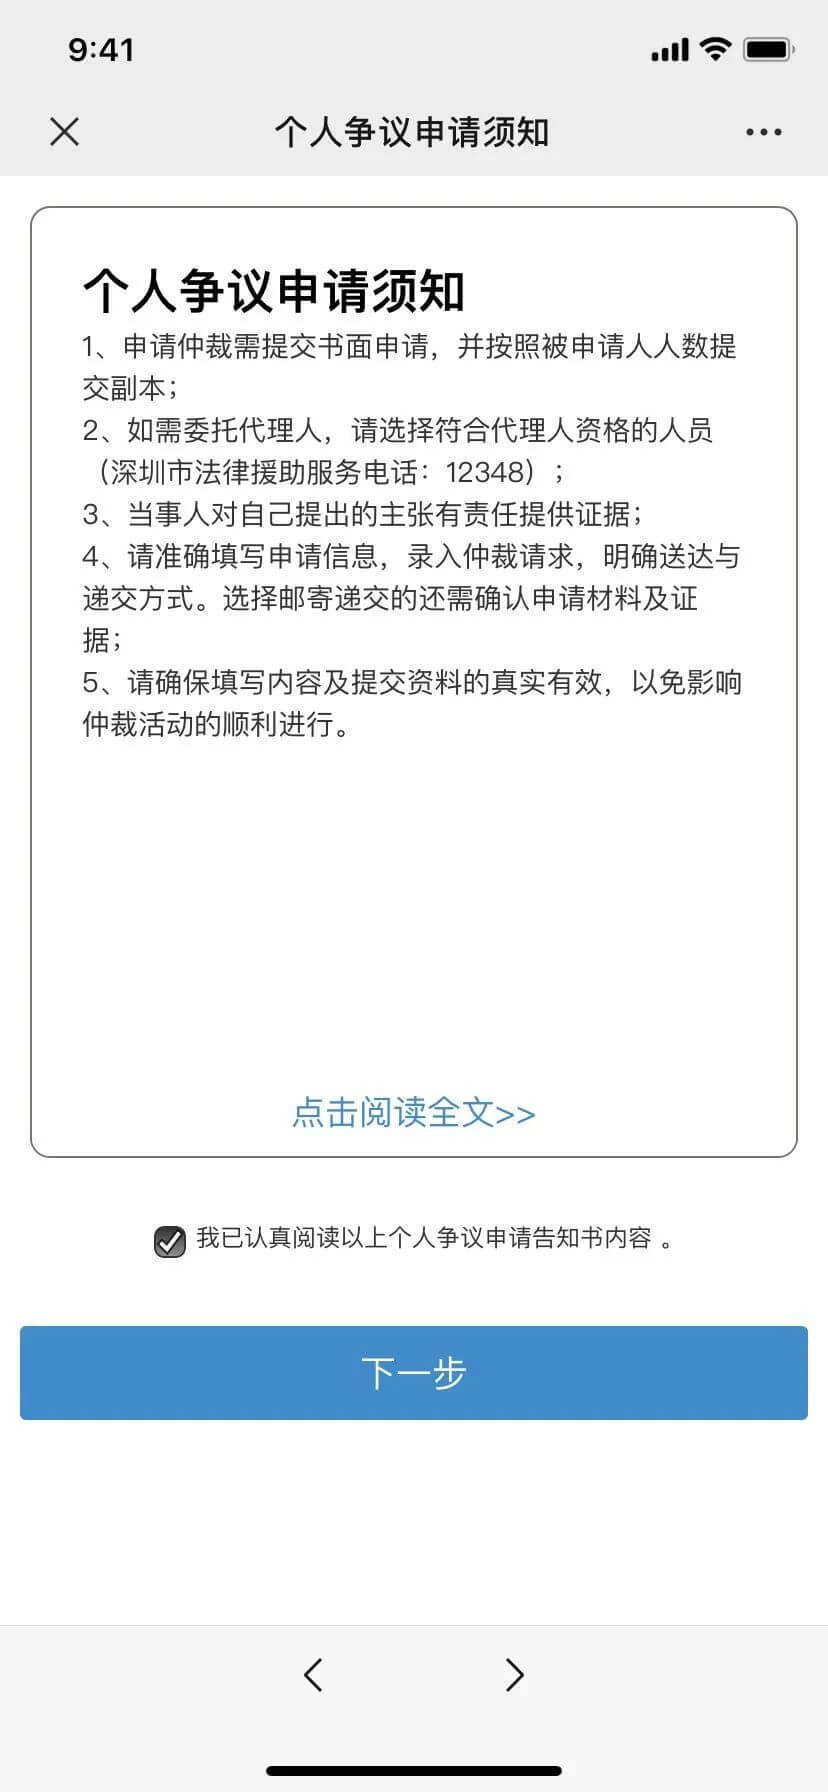 9:41
个人争议申请须知
个人争议申请须知
1、申请仲裁需提交书面申请，并按照被申请人人数提
交副本；
2、如需委托代理人，请选择符合代理人资格的人员
（深圳市法律援助服务电话：12348）；
3、当事人对自己提出的主张有责任提供证据；
4、请准确填写申请信息，录入仲裁请求，明确送达与
递交方式。选择邮寄递交的还需确认申请材料及证
据；
5、请确保填写内容及提交资料的真实有效，以免影响
仲裁活动的顺利进行。
点击阅读全文>>
我已认真阅读以上个人争议申请告知书内容 。
下一步